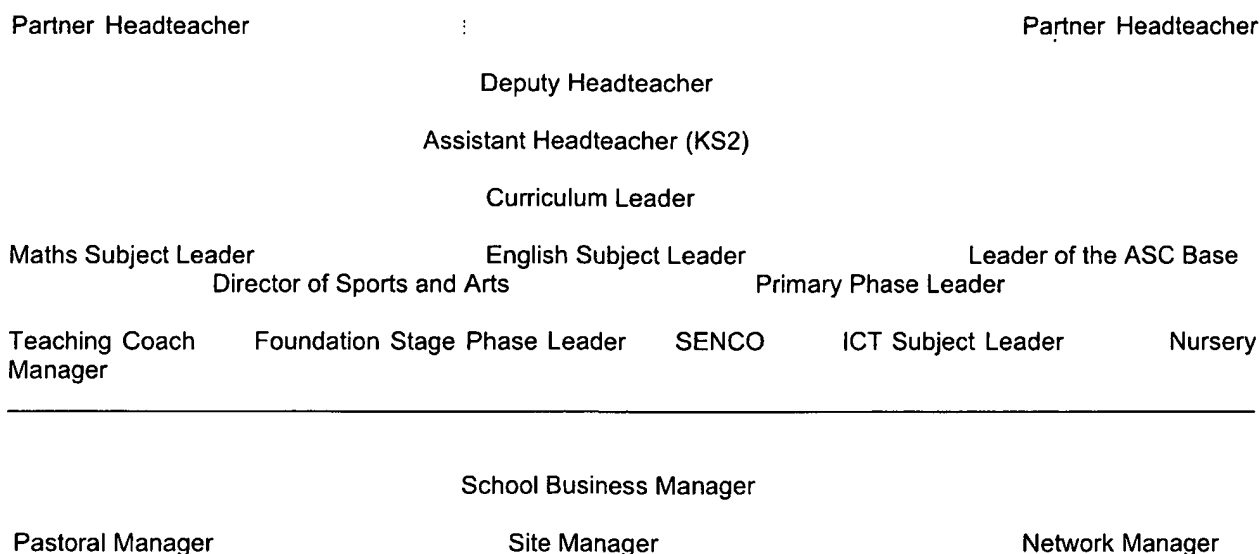 Partner Headteacher Partner Headteacher
Deputy Headteacher
Assistant Headteacher (KS2)
Curriculum Leader
Maths Subject Leader English Subject Leader Leader of the ASC Base
Director of Sports and Arts Primary Phase Leader
Teaching Coach Foundation Stage Phase Leader SENCO ICT Subject Leader Nursery
Manager
School Business Manager
Pastoral Manager Site Manager Network Manager